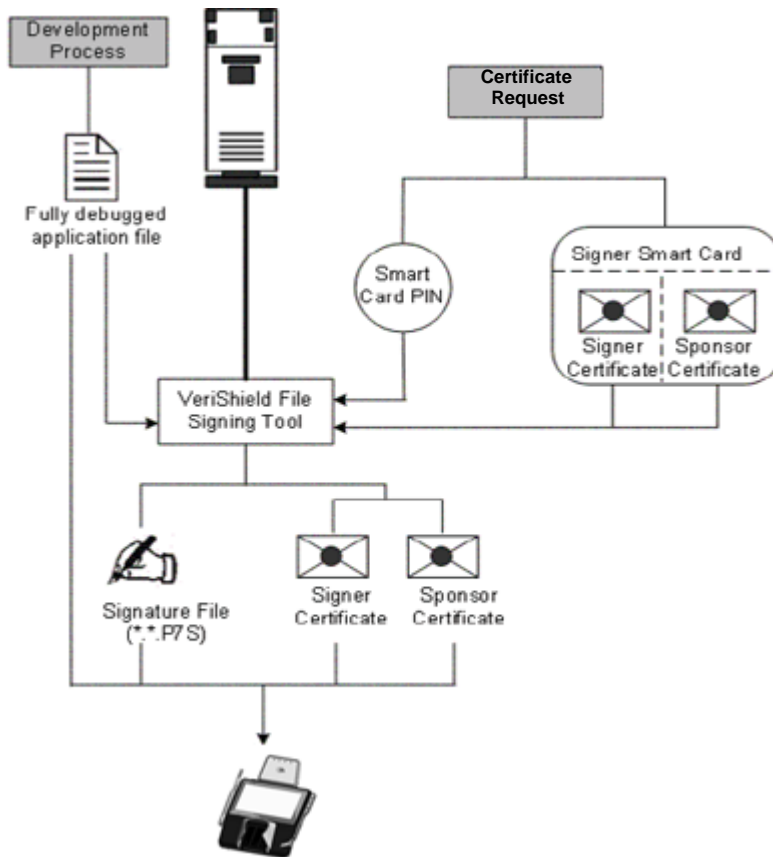 Development
Process
Certificate
Request
Fully debugged
application file
Smart
Card PIN
Signer Smart Card
Signer
Certificate
Sponsor
Certificate
VeriShield File
Signing Tool
Signature File
(*.*.P7S)
Signer
Certificate
Sponsor
Certificate